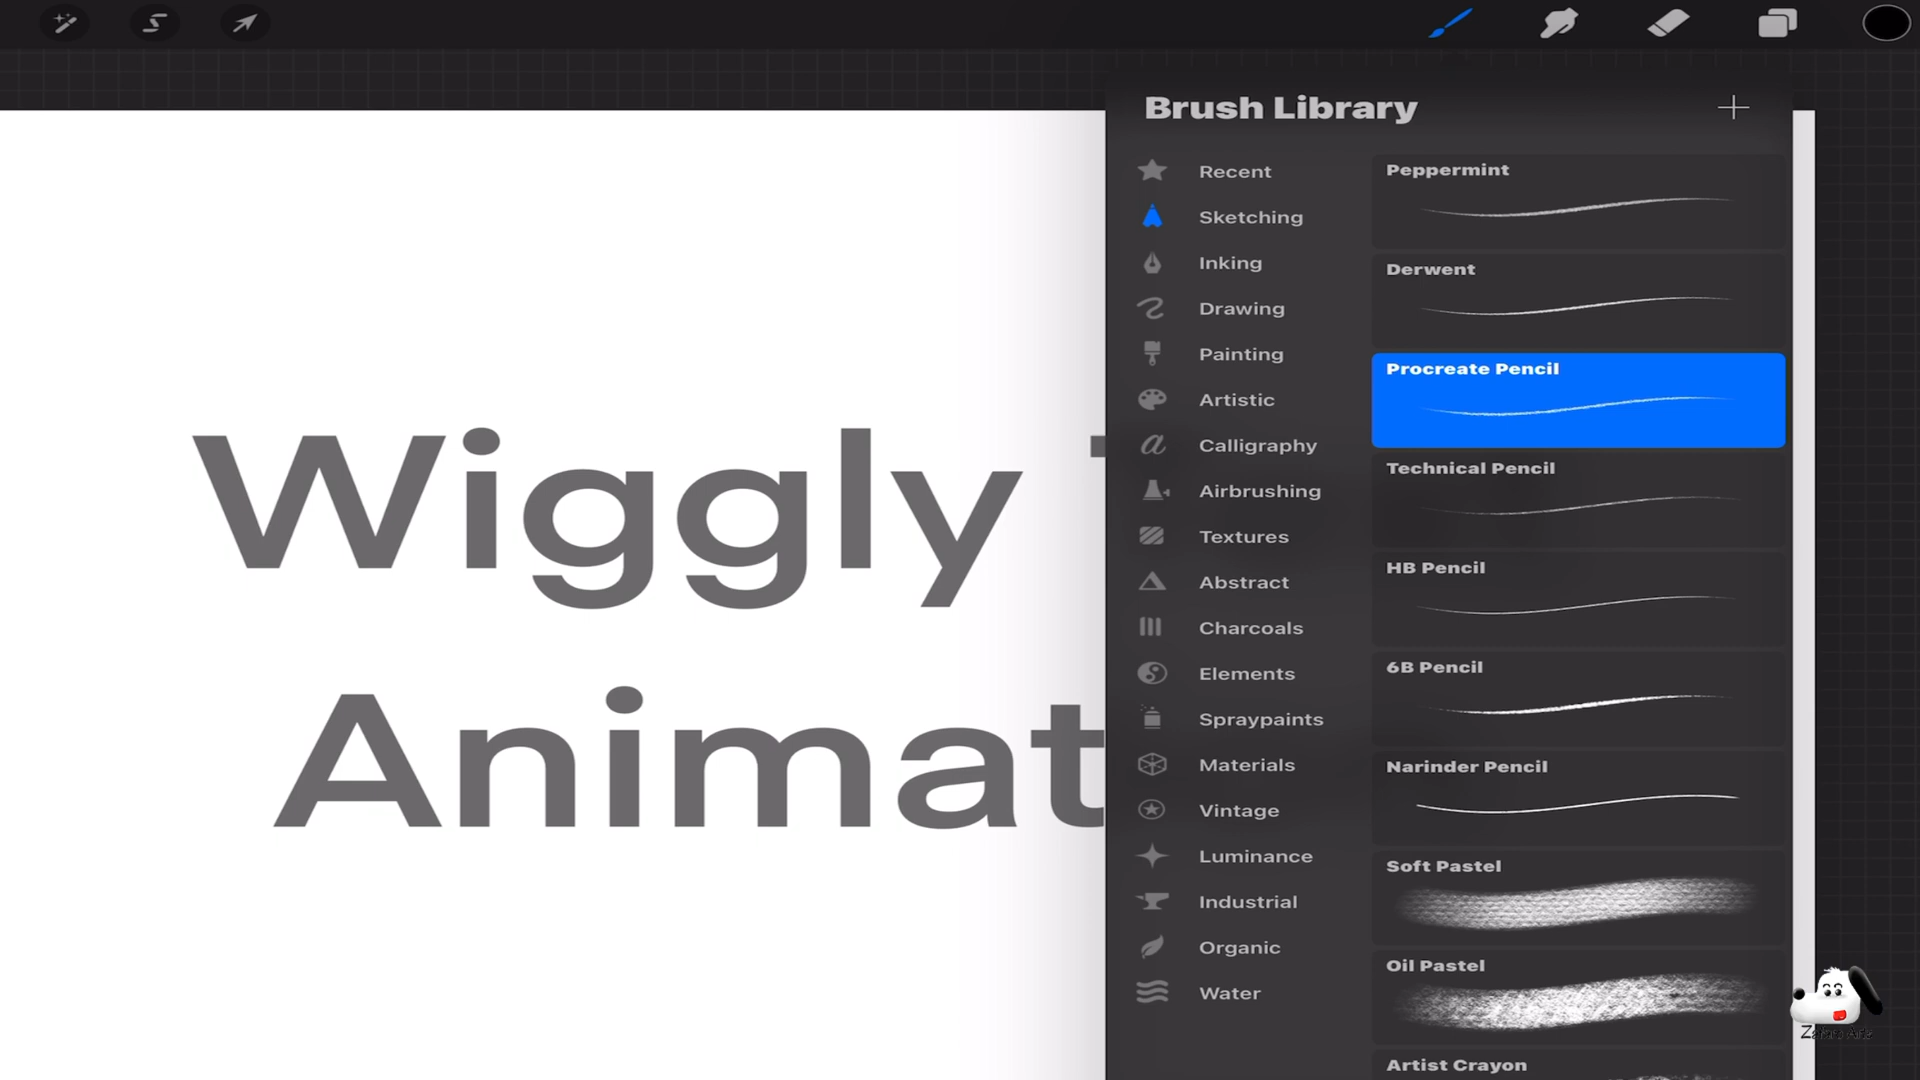 Brush Library
Recent
Sketching
Inking
Drawing
Painting
Artistic
Calligraphy
Airbrushing
Textures
Abstract
Charcoals
Elements
Spraypaints
Materials
Vintage
Luminance
Industrial
Organic
Water
Peppermint
Derwent
Procreate Pencil
Technical Pencil
HB Pencil
6B Pencil
Narinder Pencil
Soft Pastel
Oil Pastel
Artist Crayon
Wiggly
Animat